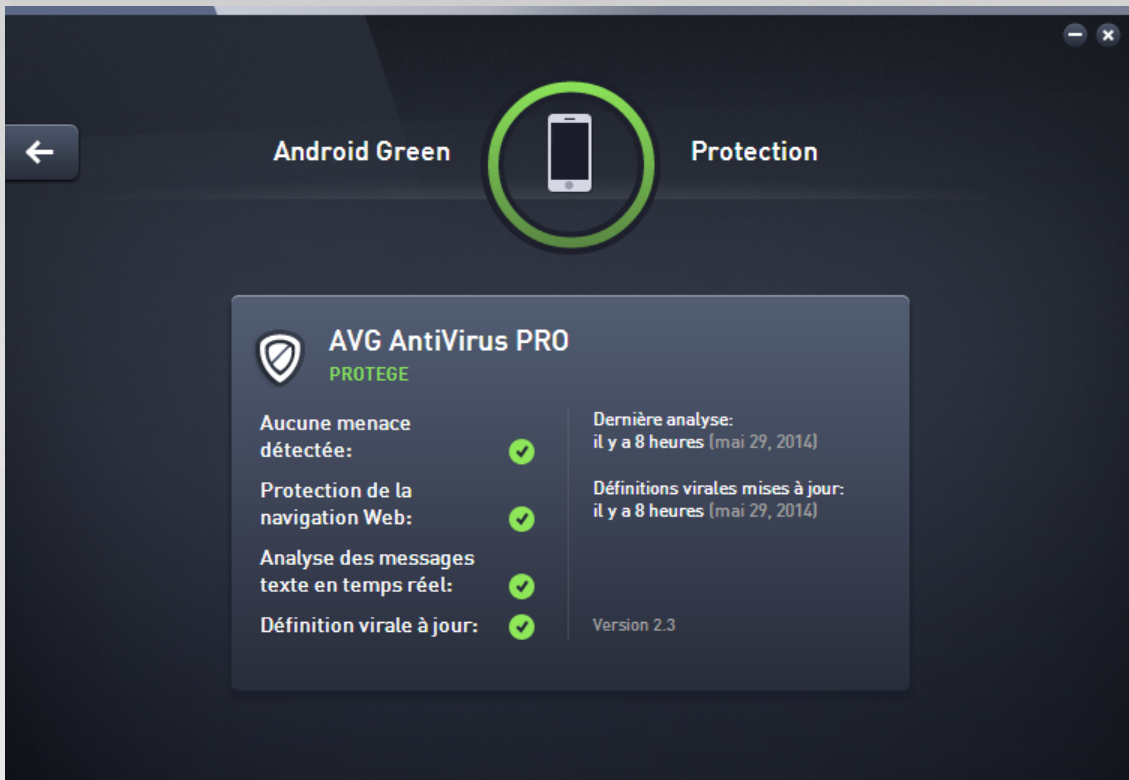 Android Green
Protection
AVG AntiVirus PRO
PROTEGE
Aucune menace
détectée:
Protection de la
navigation Web:
Analyse des messages
texte en temps réel:
Définition virale à jour:
Dernière analyse:
il y a 8 heures (mai 29, 2014)
Définitions virales mises à jour:
il y a 8 heures (mai 29, 2014)
Version 2.3